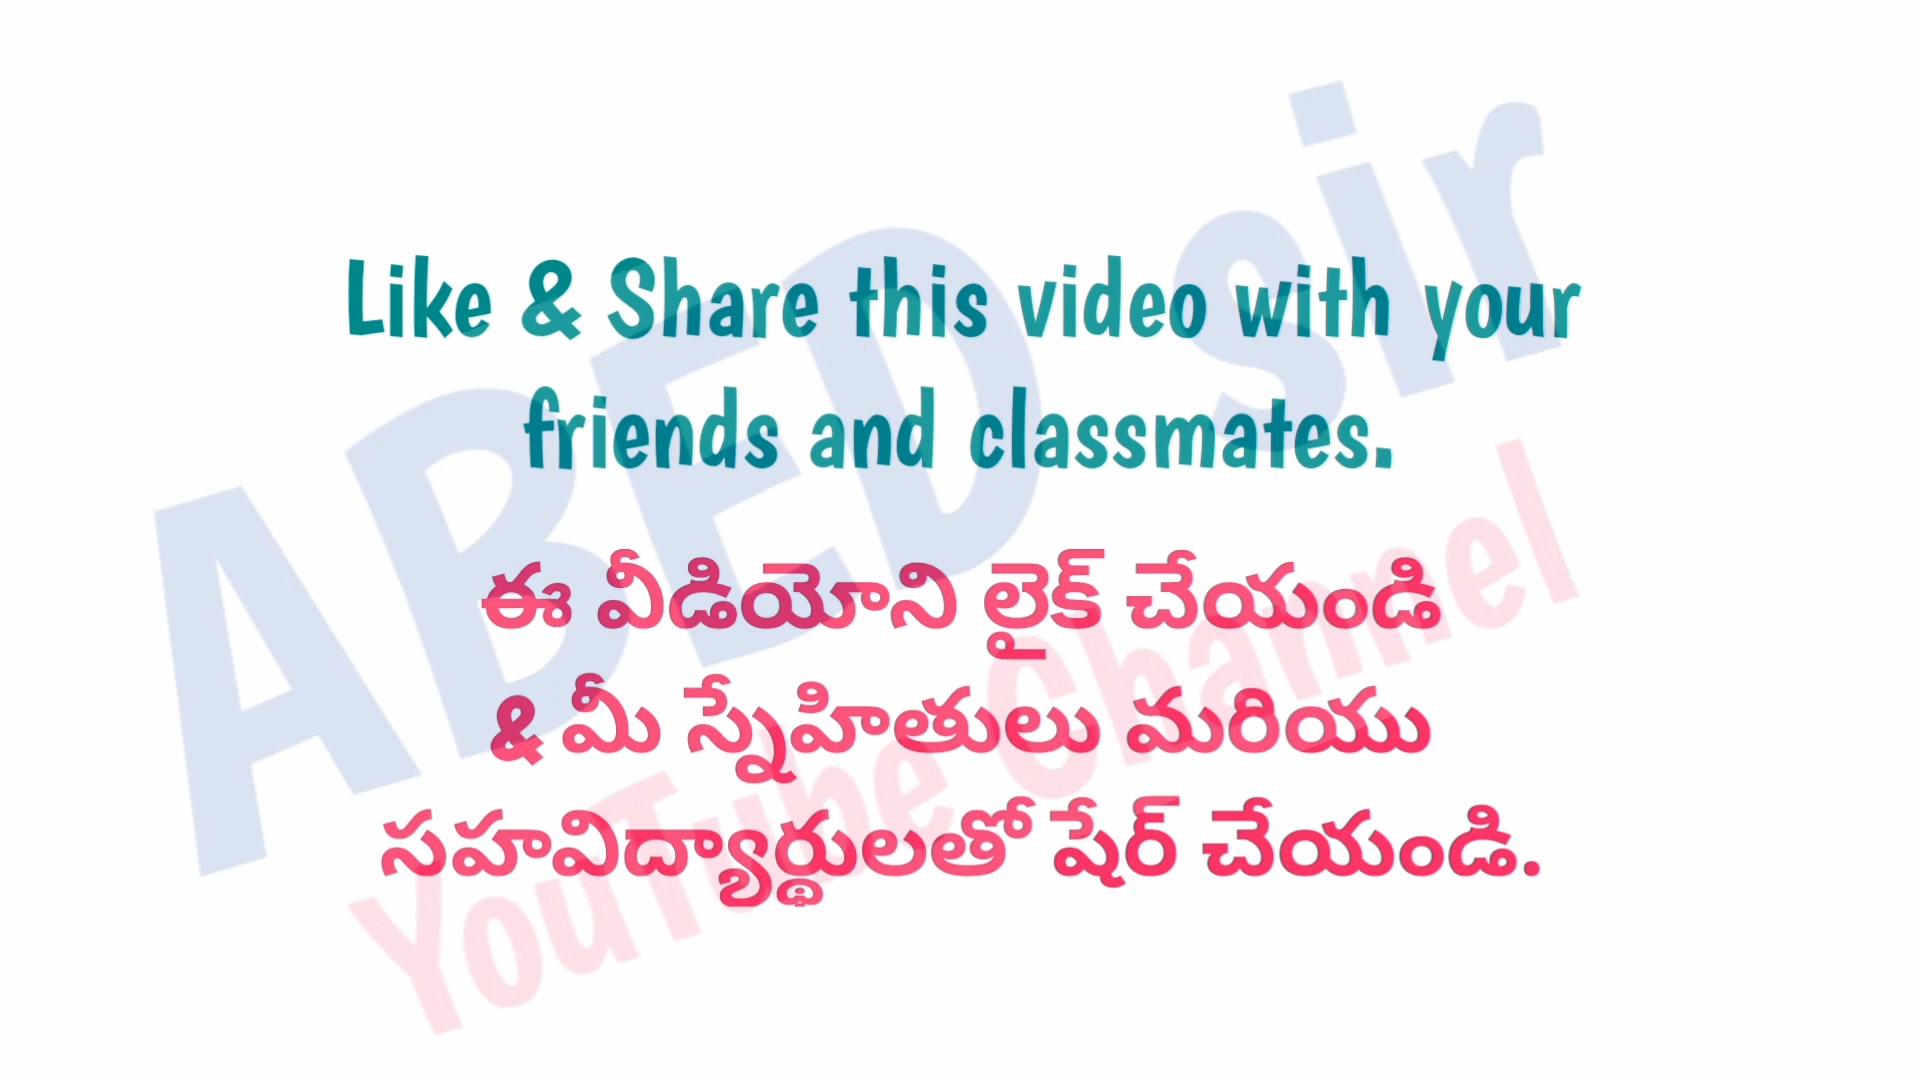 Like & Share this video with your
friends and classmates.
ఈ వీడియోని లైక్ చేయండి
& మీ స్నేహితులు మరియు
సహవిద్యార్థులతో షేర్ చేయండి.
ABED sir
YouTube Channel